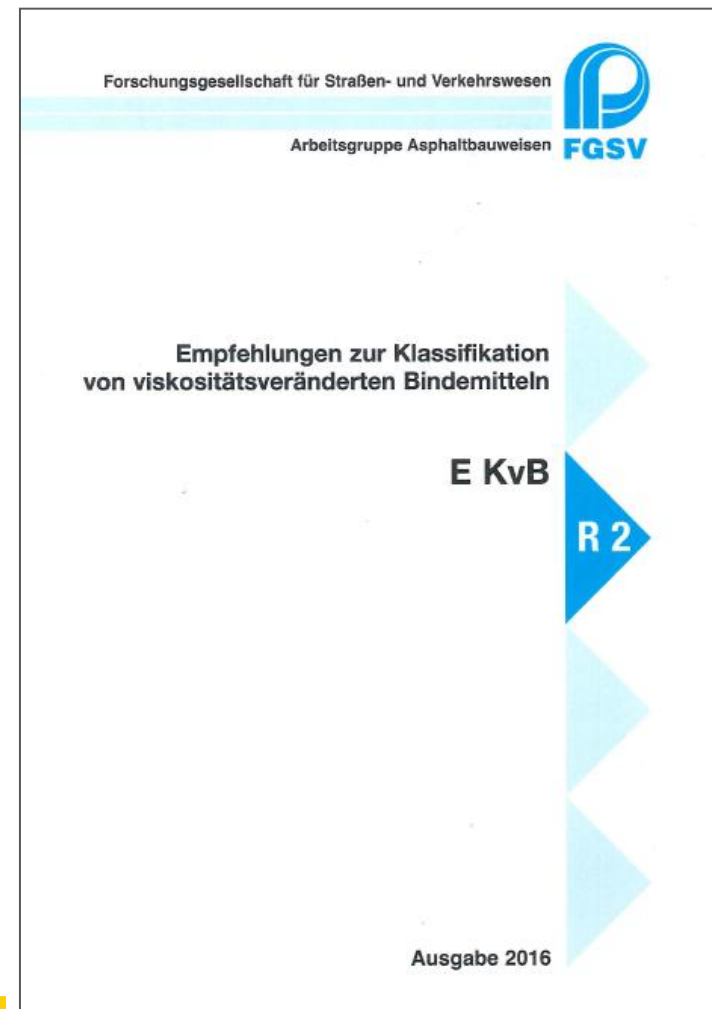 Forschungsgesellschaft für Straßen- und Verkehrswesen
Arbeitsgruppe Asphaltbauweisen
FGSV
Empfehlungen zur Klassifikation
von viskositätsveränderten Bindemitteln
E KvB
R 2
Ausgabe 2016